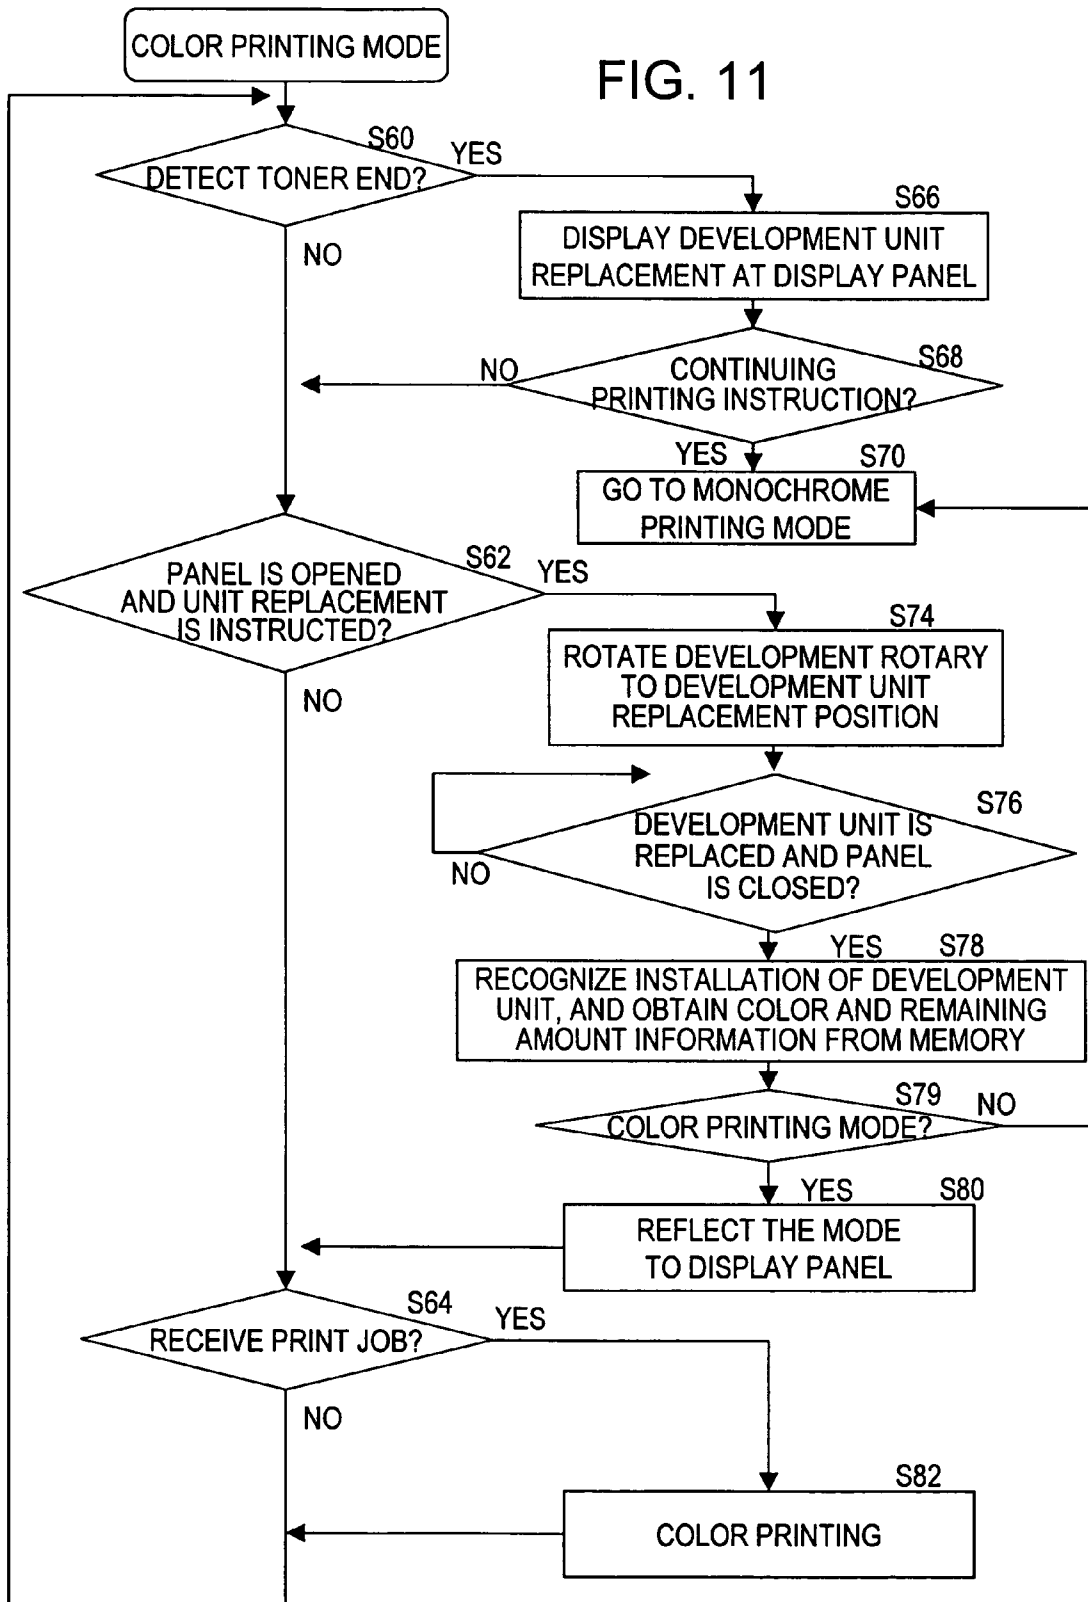 COLOR PRINTING MODE
FIG. 11
S60
DETECT TONER END?
YES
NO
S66
DISPLAY DEVELOPMENT UNIT
REPLACEMENT AT DISPLAY PANEL
S68
CONTINUING
PRINTING INSTRUCTION?
NO
YES
S70
GO TO MONOCHROME
PRINTING MODE
S62
PANEL IS OPENED
AND UNIT REPLACEMENT
IS INSTRUCTED?
YES
NO
S74
ROTATE DEVELOPMENT ROTARY
TO DEVELOPMENT UNIT
REPLACEMENT POSITION
S76
DEVELOPMENT UNIT IS
REPLACED AND PANEL
IS CLOSED?
NO
YES
S78
RECOGNIZE INSTALLATION OF DEVELOPMENT
UNIT, AND OBTAIN COLOR AND REMAINING
AMOUNT INFORMATION FROM MEMORY
S79
COLOR PRINTING MODE?
NO
YES
S80
REFLECT THE MODE
TO DISPLAY PANEL
S64
RECEIVE PRINT JOB?
YES
NO
S82
COLOR PRINTING